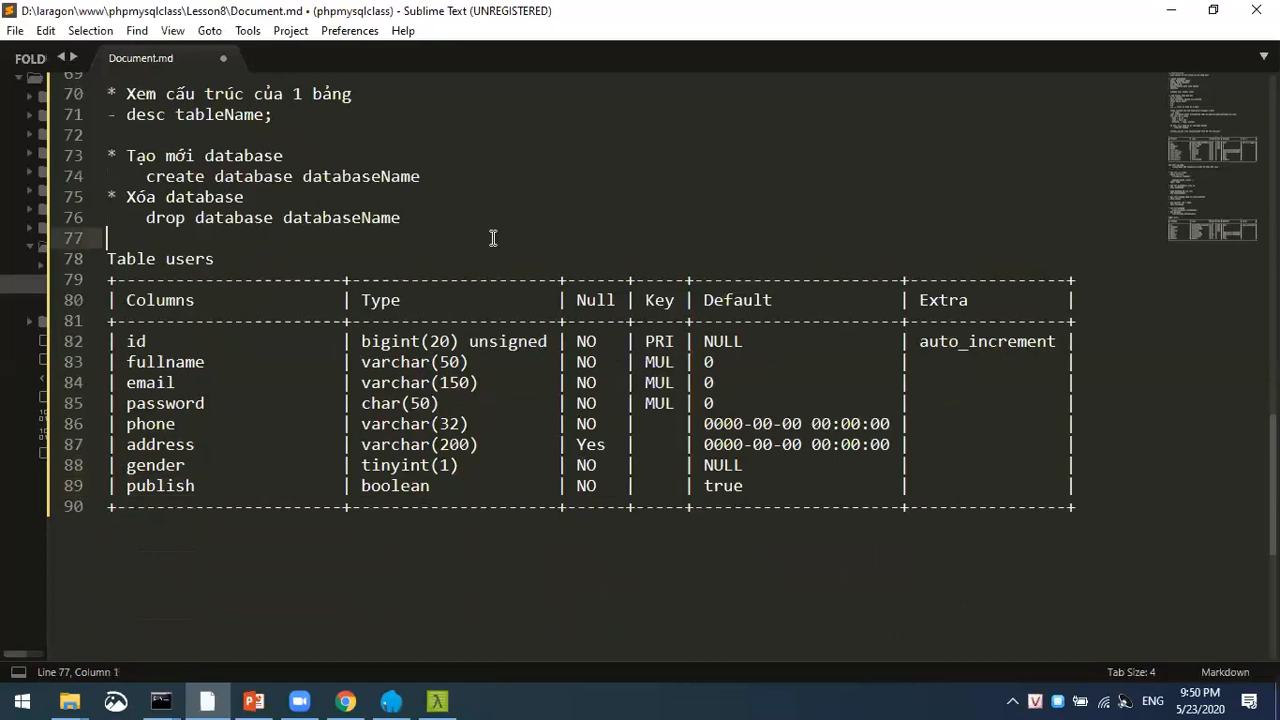 D:\laragon\www\phpmysqlclass\Lesson8\Document.md • (phpmysqlclass) - Sublime Text (UNREGISTERED)
File Edit Selection Find View Goto Tools Project Preferences Help
FOLD
Document.md
69
70 * Xem cấu trúc của 1 bảng
71 - desc tableName;
72
73 * Tạo mới database
74 create database databaseName
75 * Xóa database
76 drop database databaseName
77
78 Table users
79 +------------------------+---------------------+------+-----+---------------------+----------------+
80 | Columns | Type | Null | Key | Default | Extra |
81 +------------------------+---------------------+------+-----+---------------------+----------------+
82 | id | bigint(20) unsigned | NO | PRI | NULL | auto_increment |
83 | fullname | varchar(50) | NO | MUL | 0 | |
84 | email | varchar(150) | NO | MUL | 0 | |
85 | password | char(50) | NO | MUL | 0 | |
86 | phone | varchar(32) | NO | | 0000-00-00 00:00:00 | |
87 | address | varchar(200) | Yes | | 0000-00-00 00:00:00 | |
88 | gender | tinyint(1) | NO | | NULL | |
89 | publish | boolean | NO | | true | |
90 +------------------------+---------------------+------+-----+---------------------+----------------+
Line 77, Column 1
Tab Size: 4
Markdown
ENG
9:50 PM
5/23/2020